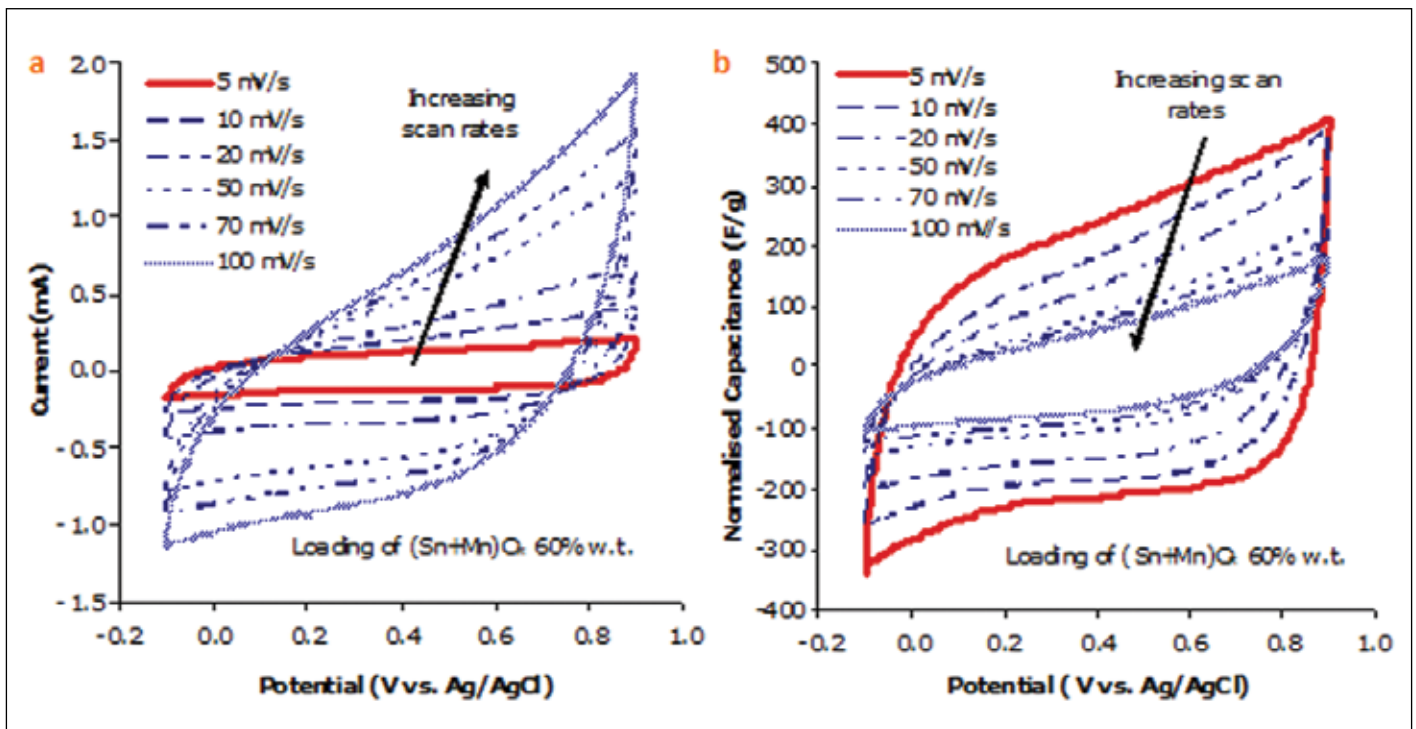 a
2.0
1.5
1.0
0.5
0.0
-0.5
-1.0
-1.5
Current (mA)
5 mV/s
10 mV/s
20 mV/s
50 mV/s
70 mV/s
100 mV/s
Increasing
scan rates
Loading of (Sn+Mn)Oₓ 60% w.t.
-0.2 0.0 0.2 0.4 0.6 0.8 1.0
Potential (V vs. Ag/AgCl)
b
500
400
300
200
100
0
-100
-200
-300
-400
Normalised Capacitance (F/g)
5 mV/s
10 mV/s
20 mV/s
50 mV/s
70 mV/s
100 mV/s
Increasing scan
rates
Loading of (Sn+Mn)Oₓ 60% w.t.
-0.2 0.0 0.2 0.4 0.6 0.8 1.0
Potential ( V vs. Ag/AgCl)